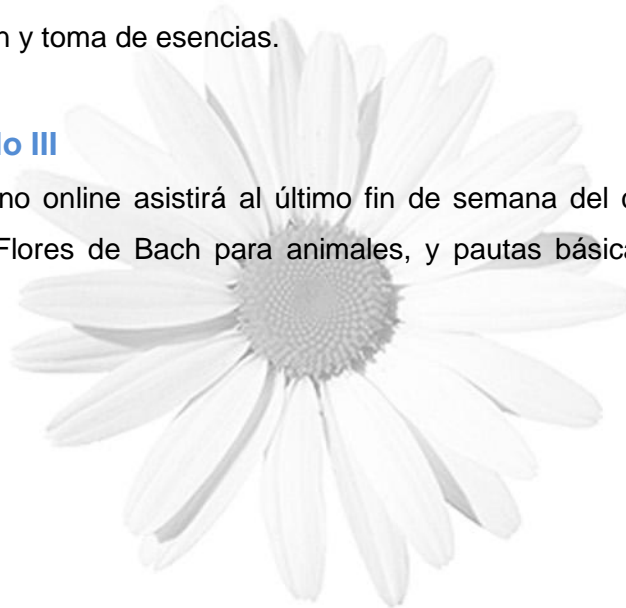 n y toma de esencias.
lo III
no online asistirá al último fin de semana del
Flores de Bach para animales, y pautas básica